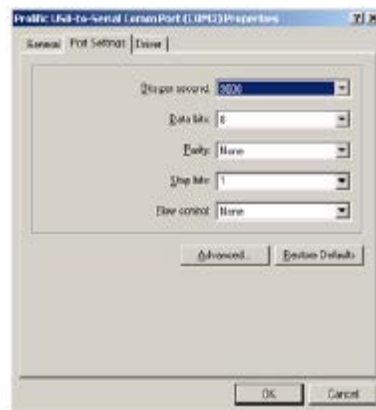 Prolific USB-to-Serial Comm Port (COM3) Properties
General Port Settings Driver
Bits per second: 9600
Data bits: 8
Parity: None
Stop bits: 1
Flow control: None
Advanced... Restore Defaults
OK Cancel